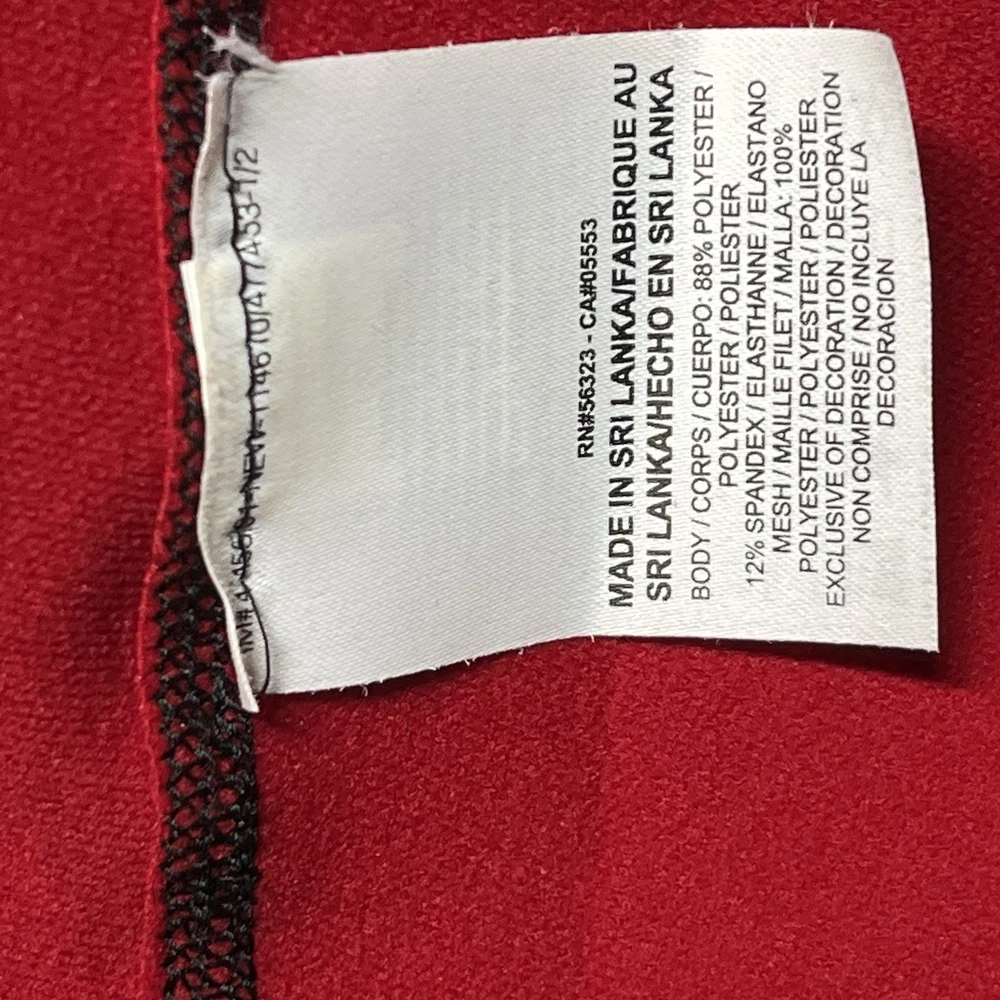 RN#56323 - CA#05553
MADE IN SRI LANKA/FABRIQUE AU
SRI LANKA/HECHO EN SRI LANKA
BODY / CORPS / CUERPO: 88% POLYESTER /
POLYESTER / POLIESTER
12% SPANDEX / ELASTHANNE / ELASTANO
MESH / MAILLE FILET / MALLA: 100%
POLYESTER / POLYESTER / POLIESTER
EXCLUSIVE OF DECORATION / DECORATION
NON COMPRISE / NO INCLUYE LA
DECORACION